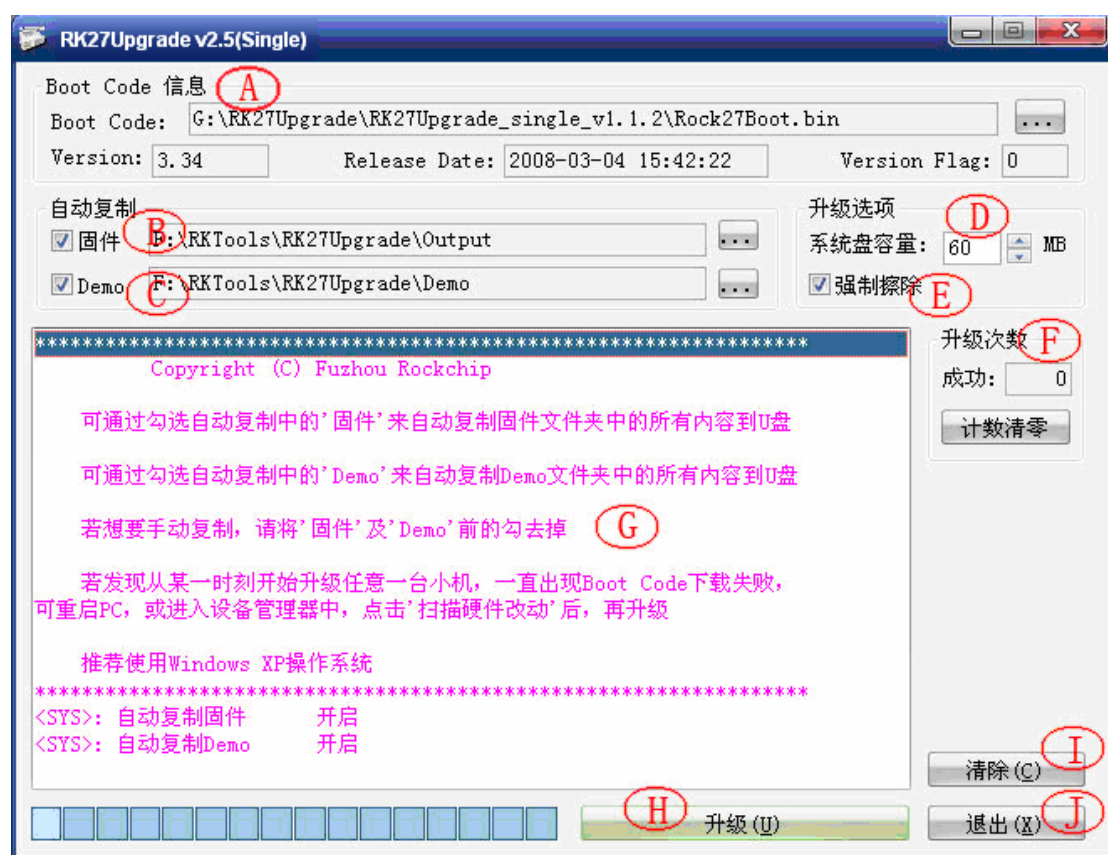 RK27Upgrade v2.5(Single)
Boot Code 信息 A
Boot Code: G:\RK27Upgrade\RK27Upgrade_single_v1.1.2\Rock27Boot.bin ...
Version: 3.34 Release Date: 2008-03-04 15:42:22 Version Flag: 0
自动复制 升级选项 D
固件 B F:\RKTools\RK27Upgrade\Output ... 系统盘容量: 60 MB
Demo C F:\RKTools\RK27Upgrade\Demo ... 强制擦除 E
******************************************************************
Copyright (C) Fuzhou Rockchip
可通过勾选自动复制中的'固件'来自动复制固件文件夹中的所有内容到U盘
可通过勾选自动复制中的'Demo'来自动复制Demo文件夹中的所有内容到U盘
若想要手动复制，请将'固件'及'Demo'前的勾去掉 G
若发现从某一时刻开始升级任意一台小机，一直出现Boot Code下载失败，
可重启PC，或进入设备管理器中，点击'扫描硬件改动'后，再升级
推荐使用Windows XP操作系统
******************************************************************
<SYS>: 自动复制固件 开启
<SYS>: 自动复制Demo 开启
升级次数 F
成功: 0
计数清零
清除(C) I
H 升级(U)
退出(X) J